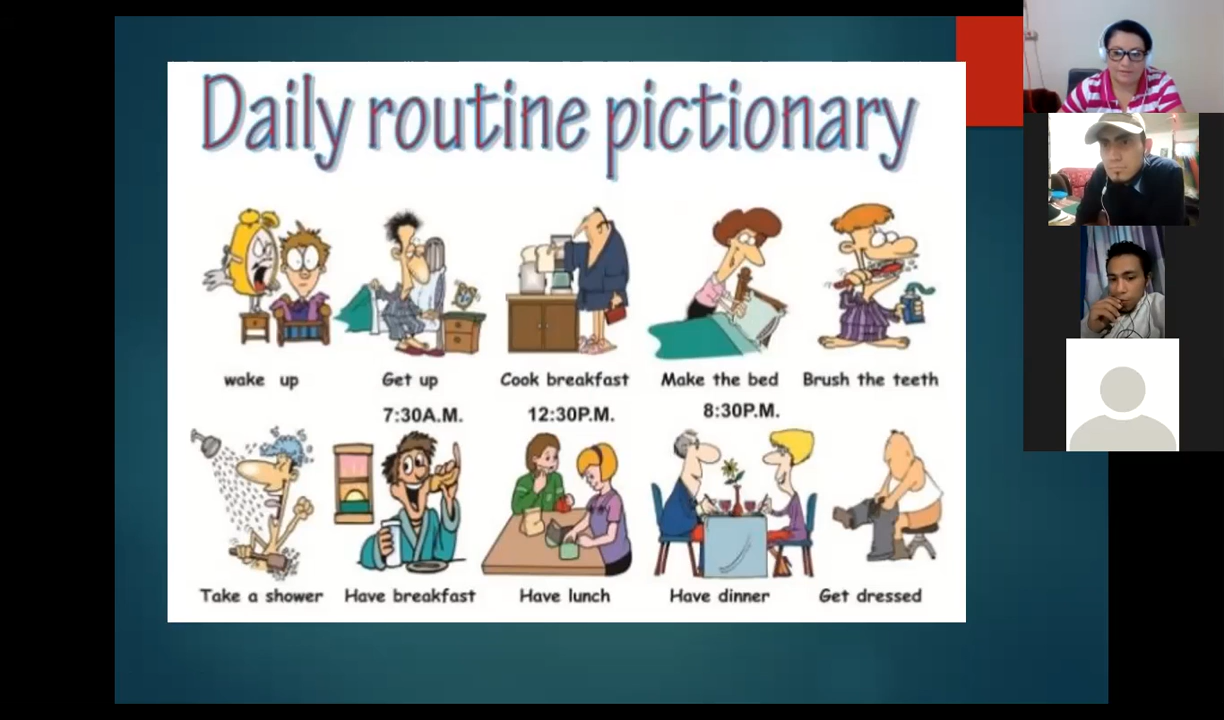 Daily routine pictionary
wake up Get up Cook breakfast Make the bed Brush the teeth
7:30A.M. 12:30P.M. 8:30P.M.
Take a shower Have breakfast Have lunch Have dinner Get dressed